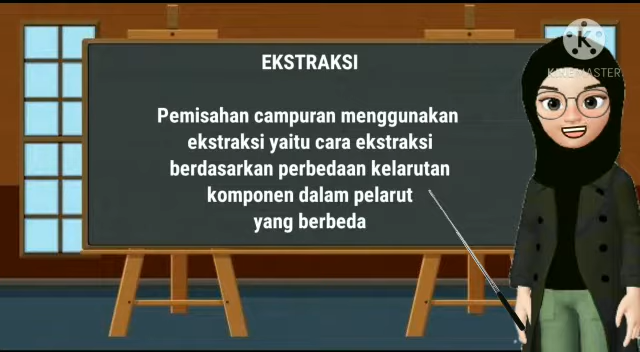 EKSTRAKSI
Pemisahan campuran menggunakan
ekstraksi yaitu cara ekstraksi
berdasarkan perbedaan kelarutan
komponen dalam pelarut
yang berbeda
K
KINEMASTER